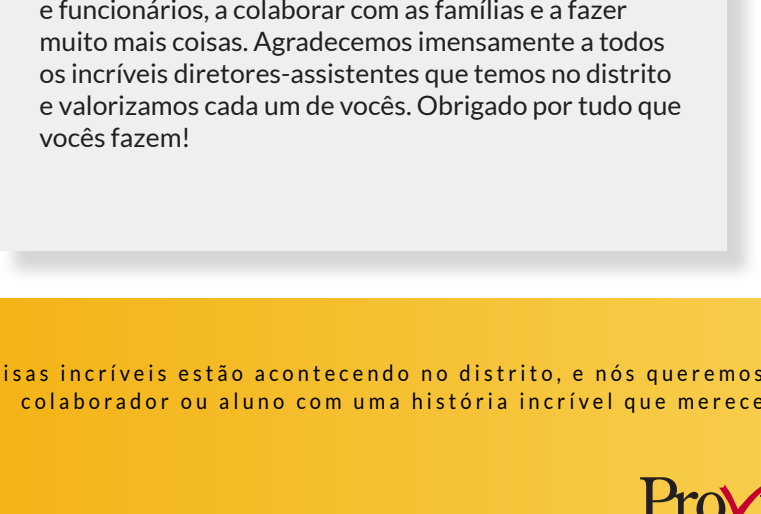 e funcionários, a colaborar com as famílias e a fazer
muito mais coisas. Agradecemos imensamente a todos
os incríveis diretores-assistentes que temos no distrito
e valorizamos cada um de vocês. Obrigado por tudo que
vocês fazem!
isas incríveis estão acontecendo no distrito, e nós queremos
colaborador ou aluno com uma história incrível que merece
Prov